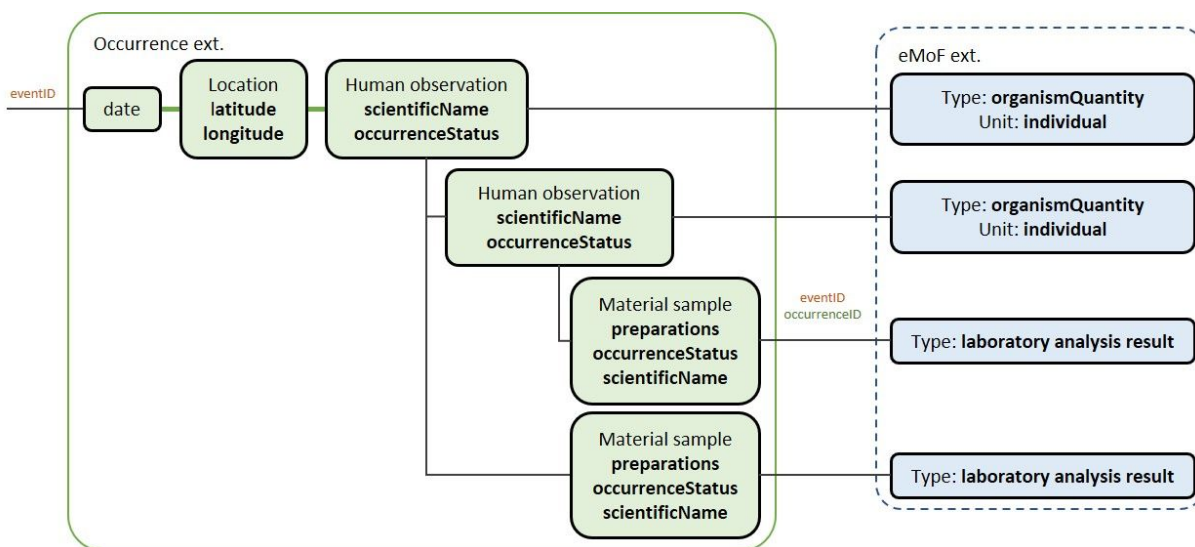 Occurrence ext.
eventID
date
Location
latitude
longitude
Human observation
scientificName
occurrenceStatus
Human observation
scientificName
occurrenceStatus
Material sample
preparations
occurrenceStatus
scientificName
Material sample
preparations
occurrenceStatus
scientificName
eventID
occurrenceID
eMoF ext.
Type: organismQuantity
Unit: individual
Type: organismQuantity
Unit: individual
Type: laboratory analysis result
Type: laboratory analysis result